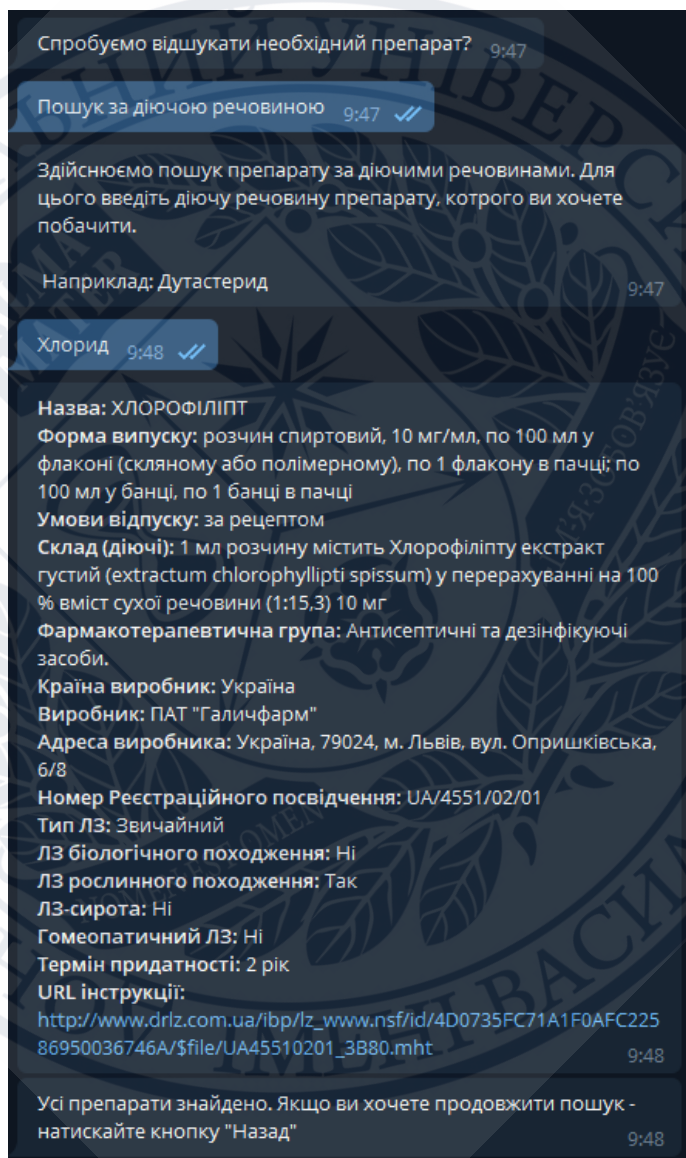 Спробуємо відшукати необхідний препарат? 9:47
Пошук за діючою речовиною 9:47
Здійснюємо пошук препарату за діючими речовинами. Для
цього введіть діючу речовину препарату, котрого ви хочете
побачити.
Наприклад: Дутастерид 9:47
Хлорид 9:48
Назва: ХЛОРОФІЛІПТ
Форма випуску: розчин спиртовий, 10 мг/мл, по 100 мл у
флаконі (скляному або полімерному), по 1 флакону в пачці; по
100 мл у банці, по 1 банці в пачці
Умови відпуску: за рецептом
Склад (діючі): 1 мл розчину містить Хлорофіліпту екстракт
густий (extractum chlorophyllipti spissum) у перерахуванні на 100
% вміст сухої речовини (1:15,3) 10 мг
Фармакотерапевтична група: Антисептичні та дезінфікуючі
засоби.
Країна виробник: Україна
Виробник: ПАТ "Галичфарм"
Адреса виробника: Україна, 79024, м. Львів, вул. Опришківська,
6/8
Номер Реєстраційного посвідчення: UA/4551/02/01
Тип ЛЗ: Звичайний
ЛЗ біологічного походження: Ні
ЛЗ рослинного походження: Так
ЛЗ-сирота: Ні
Гомеопатичний ЛЗ: Ні
Термін придатності: 2 рік
URL інструкції:
http://www.drlz.com.ua/ibp/lz_www.nsf/id/4D0735FC71A1F0AFC225
86950036746A/$file/UA45510201_3B80.mht 9:48
Усі препарати знайдено. Якщо ви хочете продовжити пошук -
натискайте кнопку "Назад" 9:48